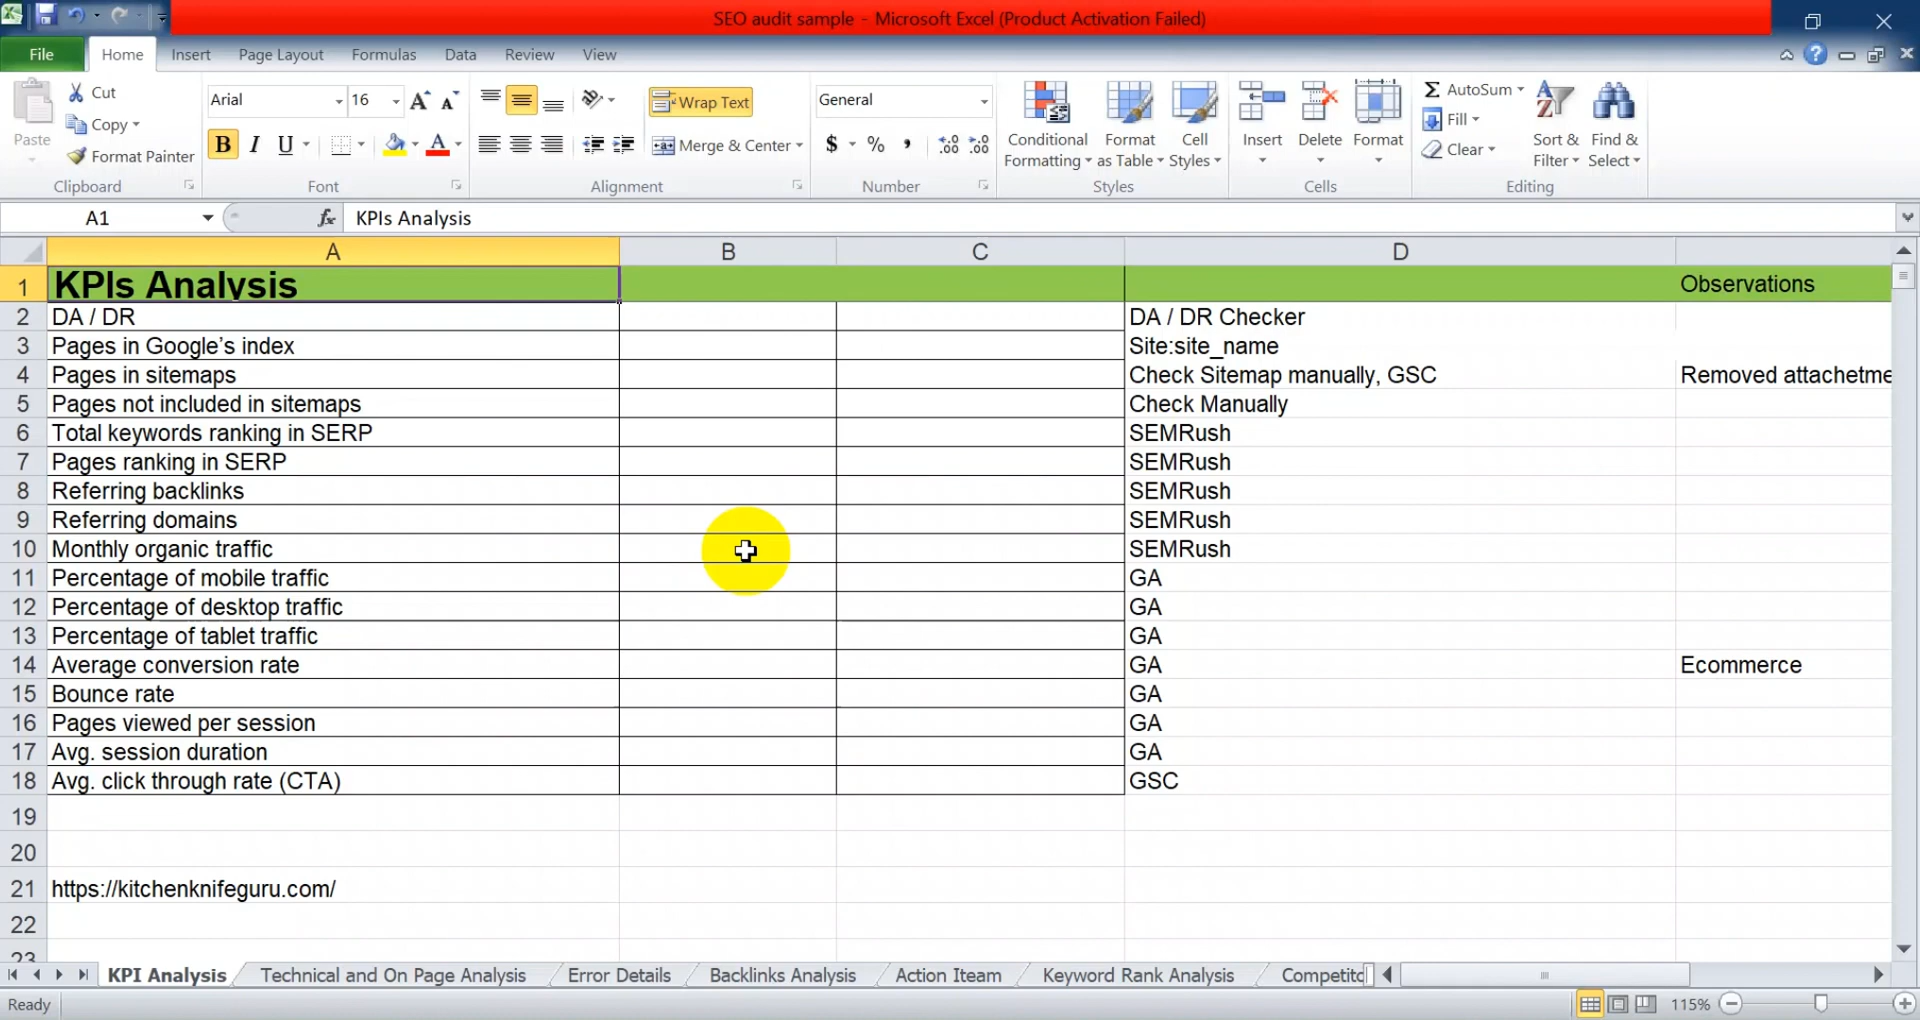 SEO audit sample - Microsoft Excel (Product Activation Failed)
File Home Insert Page Layout Formulas Data Review View
Paste
Cut
Copy
Format Painter
Clipboard
Arial 16
B I U
Font
Wrap Text
Merge & Center
Alignment
General
$ % ,
Number
Conditional Formatting
Format as Table
Cell Styles
Styles
Insert Delete Format
Cells
AutoSum
Fill
Clear
Sort & Filter
Find & Select
Editing
A1 fx KPIs Analysis
A B C D
1 KPIs Analysis Observations
2 DA / DR DA / DR Checker
3 Pages in Google’s index Site:site_name
4 Pages in sitemaps Check Sitemap manually, GSC Removed attachetme
5 Pages not included in sitemaps Check Manually
6 Total keywords ranking in SERP SEMRush
7 Pages ranking in SERP SEMRush
8 Referring backlinks SEMRush
9 Referring domains SEMRush
10 Monthly organic traffic SEMRush
11 Percentage of mobile traffic GA
12 Percentage of desktop traffic GA
13 Percentage of tablet traffic GA
14 Average conversion rate GA Ecommerce
15 Bounce rate GA
16 Pages viewed per session GA
17 Avg. session duration GA
18 Avg. click through rate (CTA) GSC
19
20
21 https://kitchenknifeguru.com/
22
23
KPI Analysis Technical and On Page Analysis Error Details Backlinks Analysis Action Iteam Keyword Rank Analysis Competito
Ready 115%